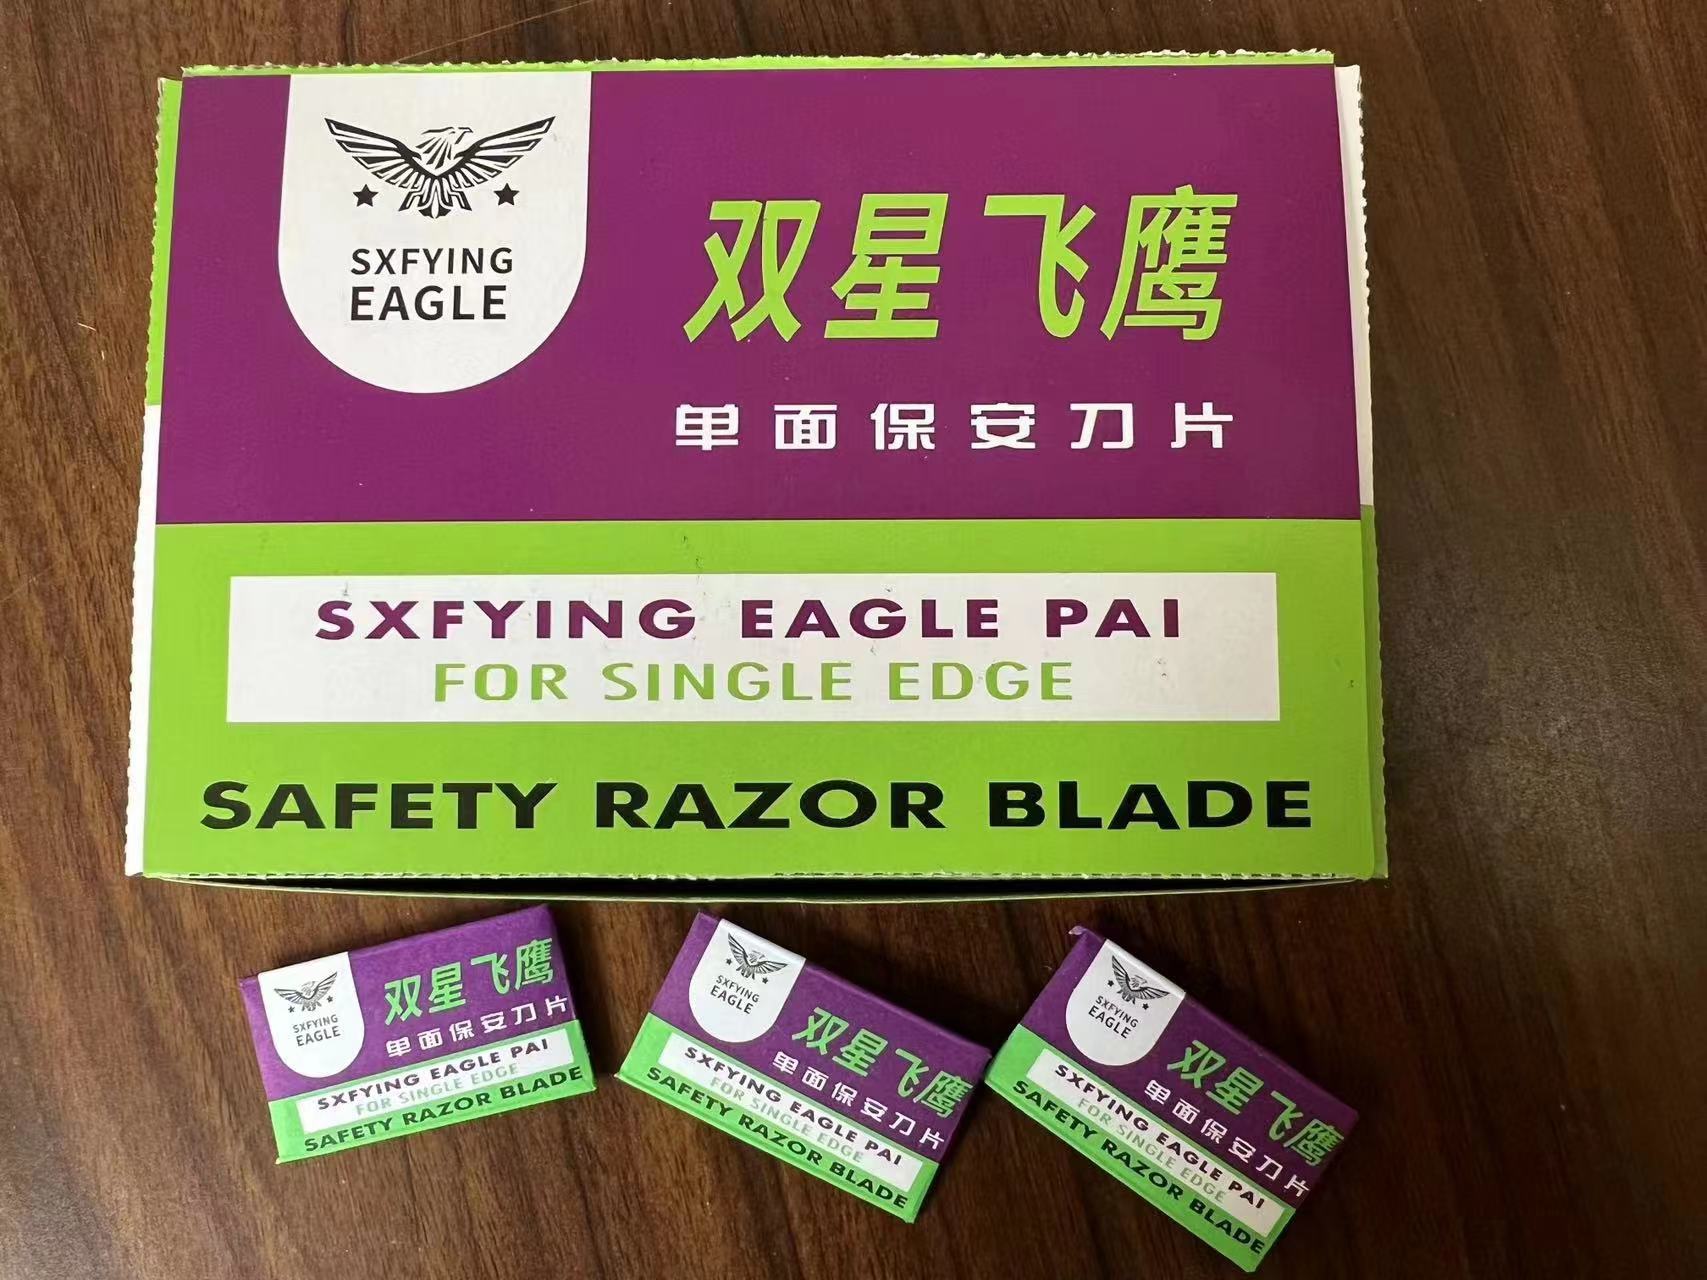 SXFYING
EAGLE
双星飞鹰
单面保安刀片
SXFYING EAGLE PAI
FOR SINGLE EDGE
SAFETY RAZOR BLADE
SXFYING
EAGLE
双星飞鹰
单面保安刀片
SXFYING EAGLE PAI
FOR SINGLE EDGE
SAFETY RAZOR BLADE
SXFYING
EAGLE
双星飞鹰
单面保安刀片
SXFYING EAGLE PAI
FOR SINGLE EDGE
SAFETY RAZOR BLADE
SXFYING
EAGLE
双星飞鹰
单面保安刀片
SXFYING EAGLE PAI
FOR SINGLE EDGE
SAFETY RAZOR BLADE